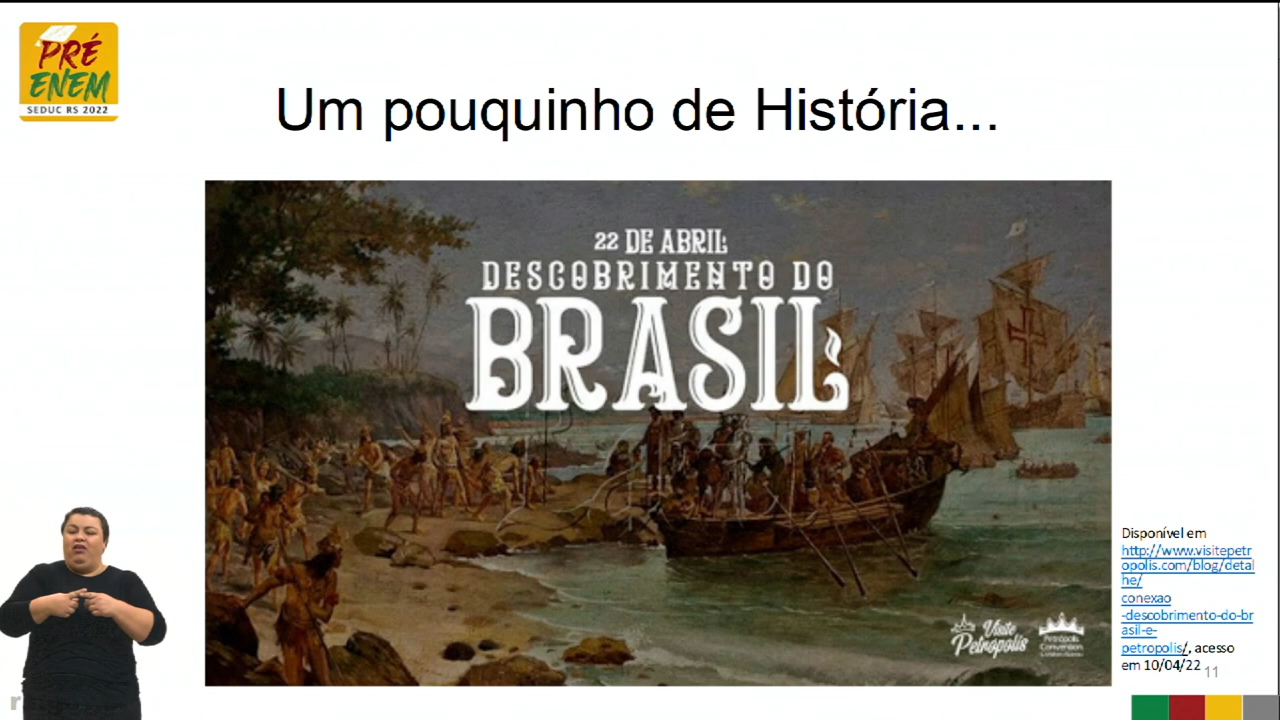 PRÉ
ENEM
SEDUC RS 2022
Um pouquinho de História...
22 DE ABRIL
DESCOBRIMENTO DO
BRASIL
Visite
Petrópolis
Petrópolis
Convention
Disponível em
http://www.visitepetr
opolis.com/blog/detal
he/
conexao
-descobrimento-do-br
asil-e-
petropolis/, acesso
em 10/04/22
11